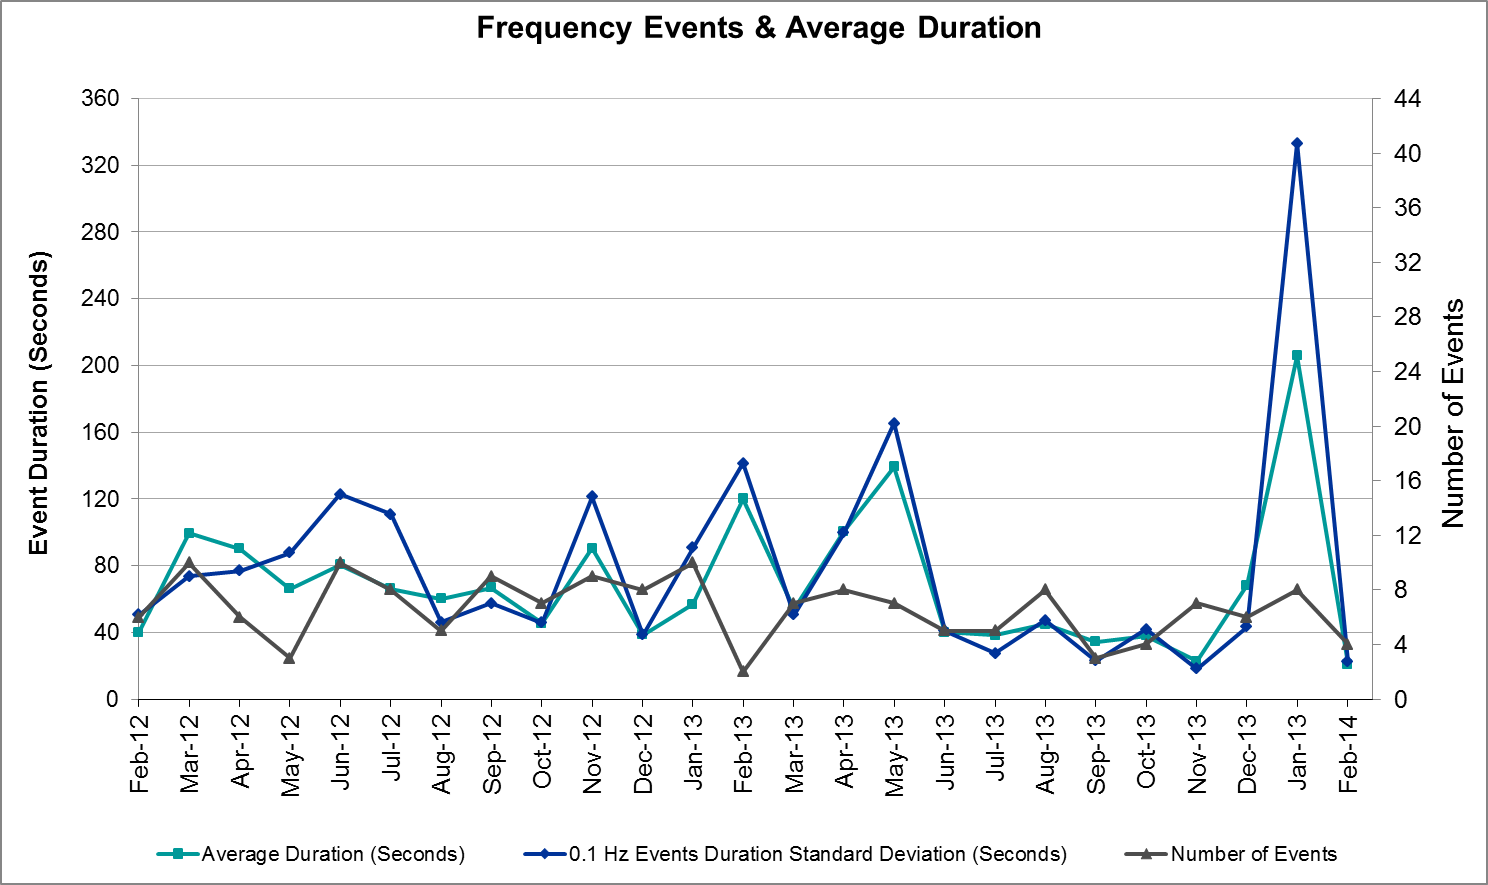 Frequency Events & Average Duration
360
320
280
240
200
160
120
80
40
0
Event Duration (Seconds)
44
40
36
32
28
24
20
16
12
8
4
0
Number of Events
Feb-12
Mar-12
Apr-12
May-12
Jun-12
Jul-12
Aug-12
Sep-12
Oct-12
Nov-12
Dec-12
Jan-13
Feb-13
Mar-13
Apr-13
May-13
Jun-13
Jul-13
Aug-13
Sep-13
Oct-13
Nov-13
Dec-13
Jan-13
Feb-14
Average Duration (Seconds)
0.1 Hz Events Duration Standard Deviation (Seconds)
Number of Events